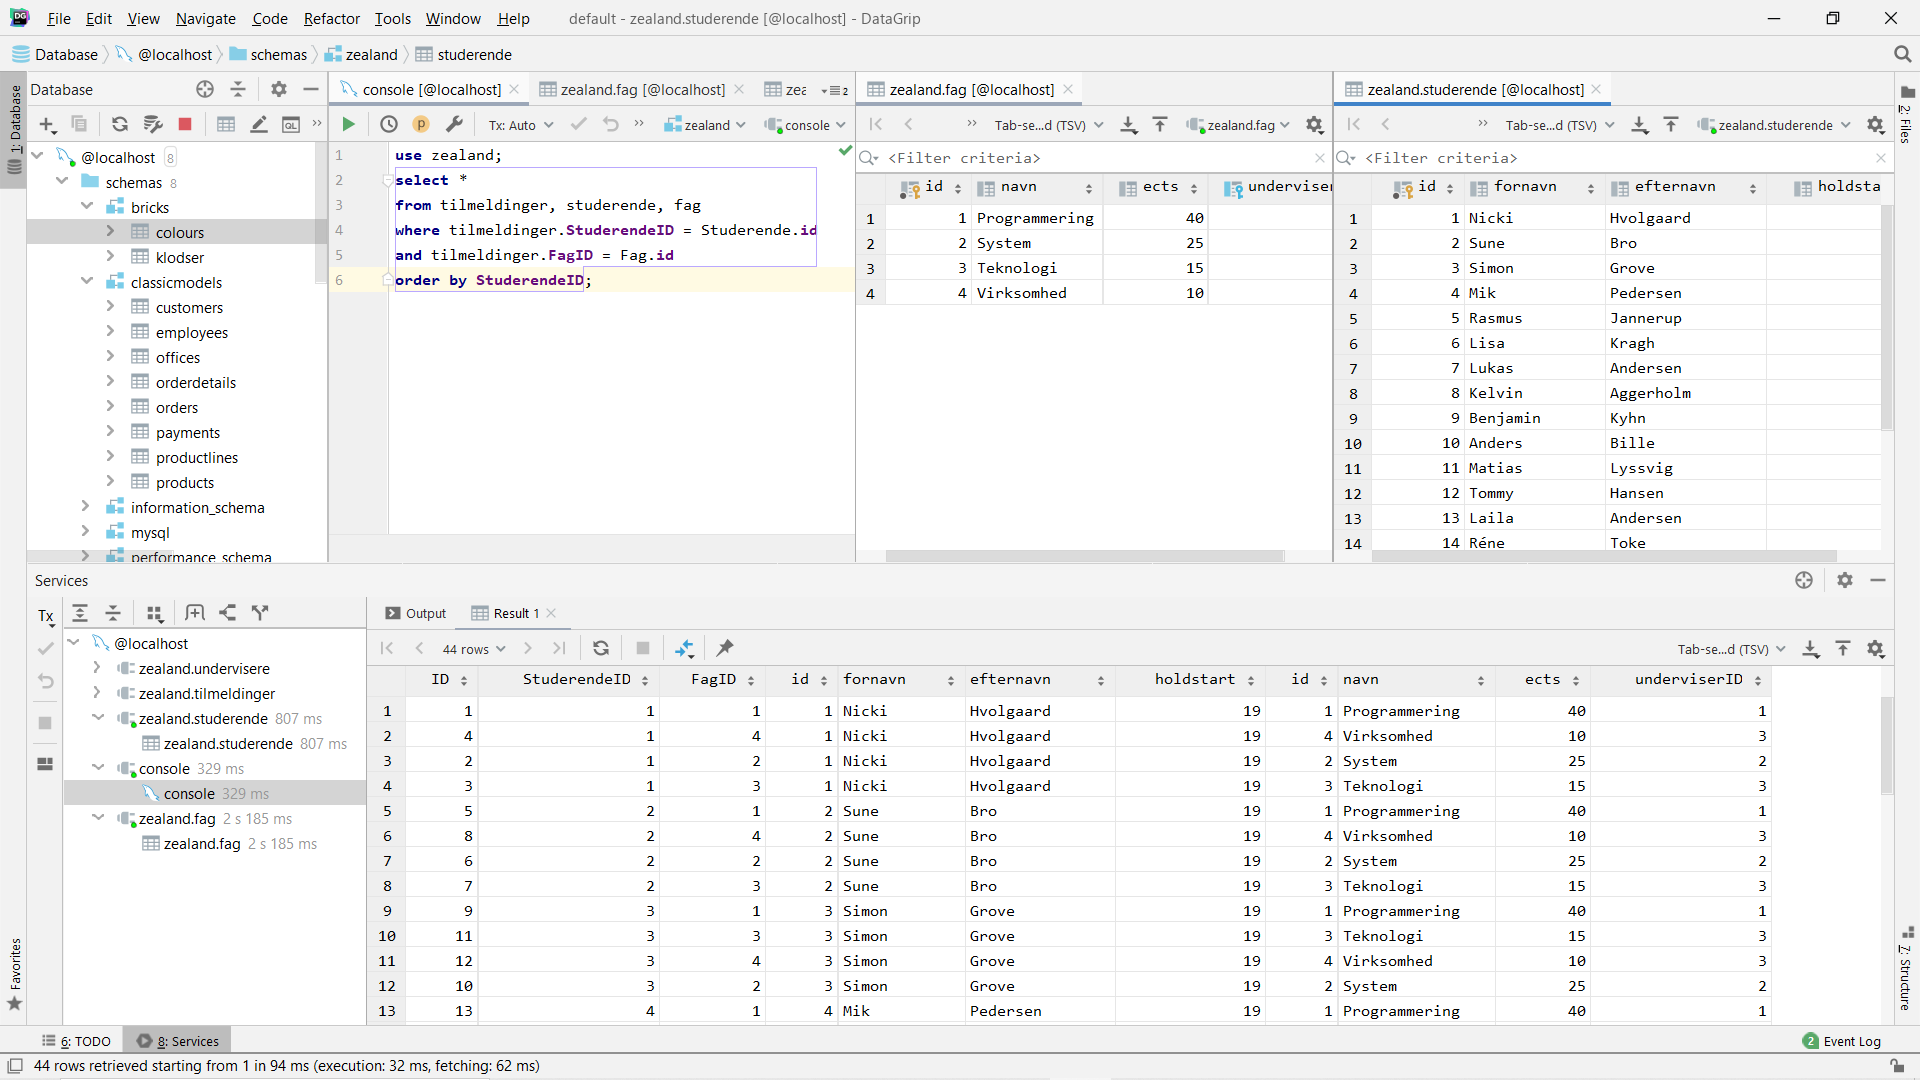 File Edit View Navigate Code Refactor Tools Window Help default - zealand.studerende [@localhost] - DataGrip
Database @localhost schemas zealand studerende
1: Database
Database
@localhost 8
schemas 8
bricks
colours
klodser
classicmodels
customers
employees
offices
orderdetails
orders
payments
productlines
products
information_schema
mysql
performance_schema
console [@localhost] zealand.fag [@localhost] zea 2
Tx: Auto zealand console
1 use zealand;
2 select *
3 from tilmeldinger, studerende, fag
4 where tilmeldinger.StuderendeID = Studerende.id
5 and tilmeldinger.FagID = Fag.id
6 order by StuderendeID;
zealand.fag [@localhost]
Tab-se...d (TSV) zealand.fag
<Filter criteria>
id navn ects underviser
1 1 Programmering 40
2 2 System 25
3 3 Teknologi 15
4 4 Virksomhed 10
zealand.studerende [@localhost]
Tab-se...d (TSV) zealand.studerende
<Filter criteria>
id fornavn efternavn holdsta
1 1 Nicki Hvolgaard
2 2 Sune Bro
3 3 Simon Grove
4 4 Mik Pedersen
5 5 Rasmus Jannerup
6 6 Lisa Kragh
7 7 Lukas Andersen
8 8 Kelvin Aggerholm
9 9 Benjamin Kyhn
10 10 Anders Bille
11 11 Matias Lyssvig
12 12 Tommy Hansen
13 13 Laila Andersen
14 14 Réne Toke
2: Files
Services
Tx
@localhost
zealand.undervisere
zealand.tilmeldinger
zealand.studerende 807 ms
zealand.studerende 807 ms
console 329 ms
console 329 ms
zealand.fag 2 s 185 ms
zealand.fag 2 s 185 ms
Output Result 1
44 rows Tab-se...d (TSV)
ID StuderendeID FagID id fornavn efternavn holdstart id navn ects underviserID
1 1 1 1 1 Nicki Hvolgaard 19 1 Programmering 40 1
2 4 1 4 1 Nicki Hvolgaard 19 4 Virksomhed 10 3
3 2 1 2 1 Nicki Hvolgaard 19 2 System 25 2
4 3 1 3 1 Nicki Hvolgaard 19 3 Teknologi 15 3
5 5 2 1 2 Sune Bro 19 1 Programmering 40 1
6 8 2 4 2 Sune Bro 19 4 Virksomhed 10 3
7 6 2 2 2 Sune Bro 19 2 System 25 2
8 7 2 3 2 Sune Bro 19 3 Teknologi 15 3
9 9 3 1 3 Simon Grove 19 1 Programmering 40 1
10 11 3 3 3 Simon Grove 19 3 Teknologi 15 3
11 12 3 4 3 Simon Grove 19 4 Virksomhed 10 3
12 10 3 2 3 Simon Grove 19 2 System 25 2
13 13 4 1 4 Mik Pedersen 19 1 Programmering 40 1
Favorites
7: Structure
6: TODO 8: Services 2 Event Log
44 rows retrieved starting from 1 in 94 ms (execution: 32 ms, fetching: 62 ms)